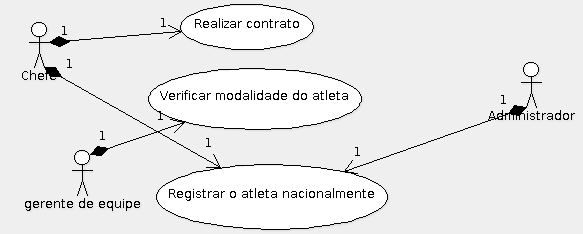 Realizar contrato
1
1
Chefe
1
Verificar modalidade do atleta
1
Administrador
1
1
1
1
Registrar o atleta nacionalmente
gerente de equipe